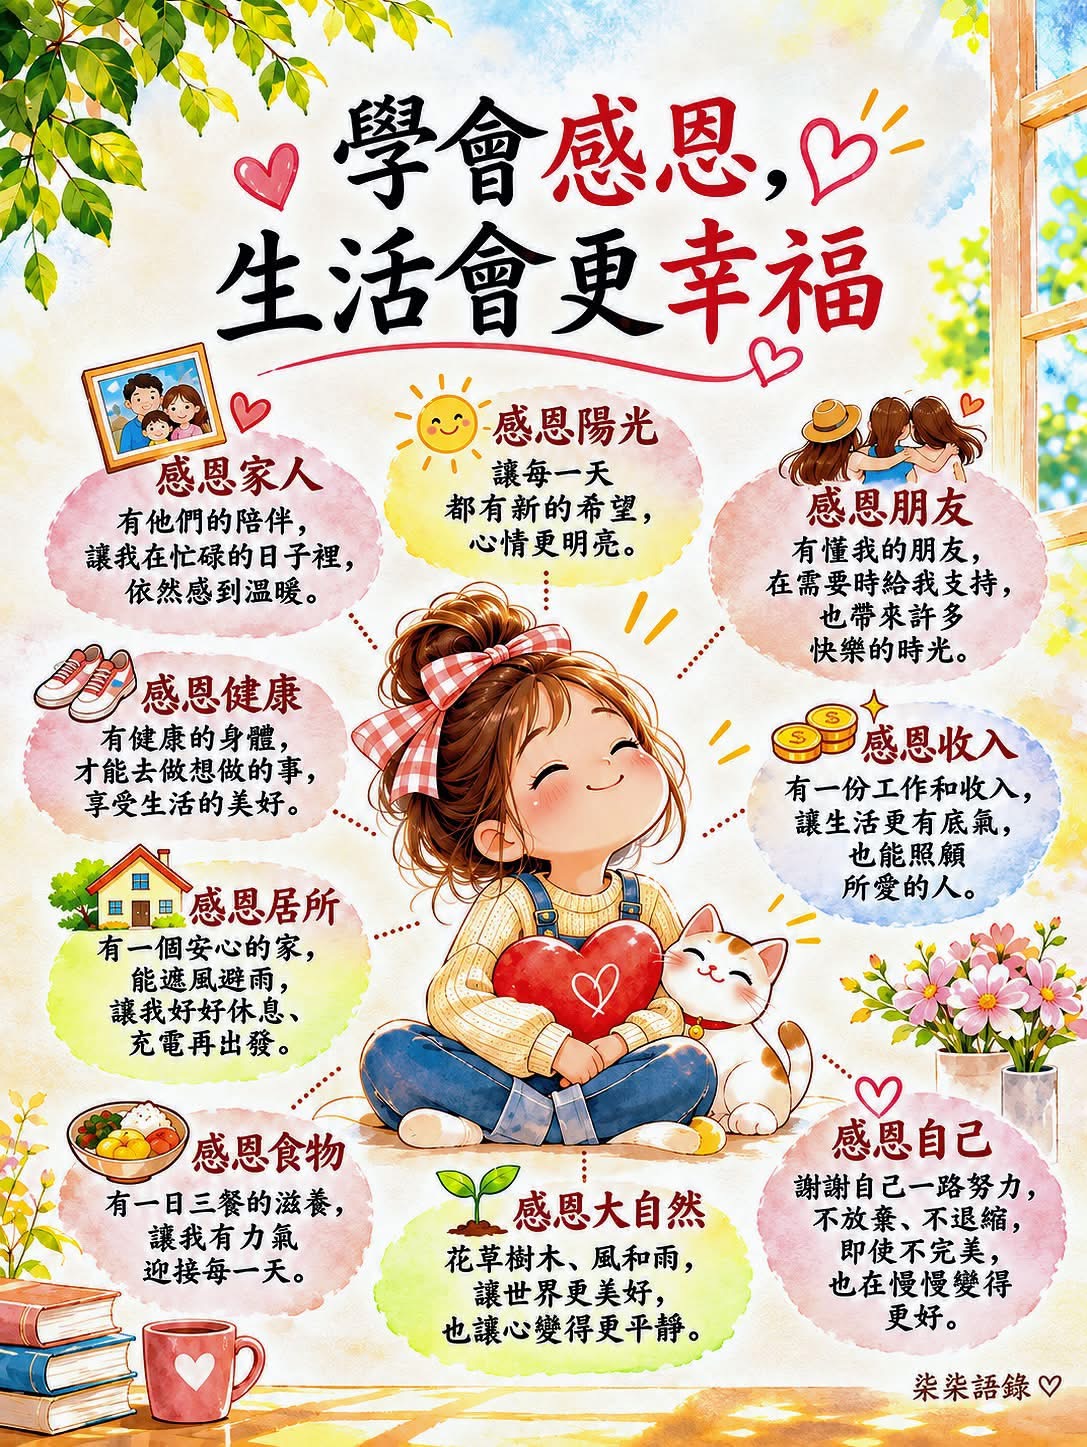 學會感恩，
生活會更幸福
感恩家人
有他們的陪伴，
讓我在忙碌的日子裡，
依然感到溫暖。
感恩陽光
讓每一天
都有新的希望，
心情更明亮。
感恩朋友
有懂我的朋友，
在需要時給我支持，
也帶來許多
快樂的時光。
感恩健康
有健康的身體，
才能去做想做的事，
享受生活的美好。
感恩收入
有一份工作和收入，
讓生活更有底氣，
也能照顧
所愛的人。
感恩居所
有一個安心的家，
能遮風避雨，
讓我好好休息、
充電再出發。
感恩食物
有一日三餐的滋養，
讓我有力氣
迎接每一天。
感恩大自然
花草樹木、風和雨，
讓世界更美好，
也讓心變得更平靜。
感恩自己
謝謝自己一路努力，
不放棄、不退縮，
即使不完美，
也在慢慢變得
更好。
柒柒語錄♡